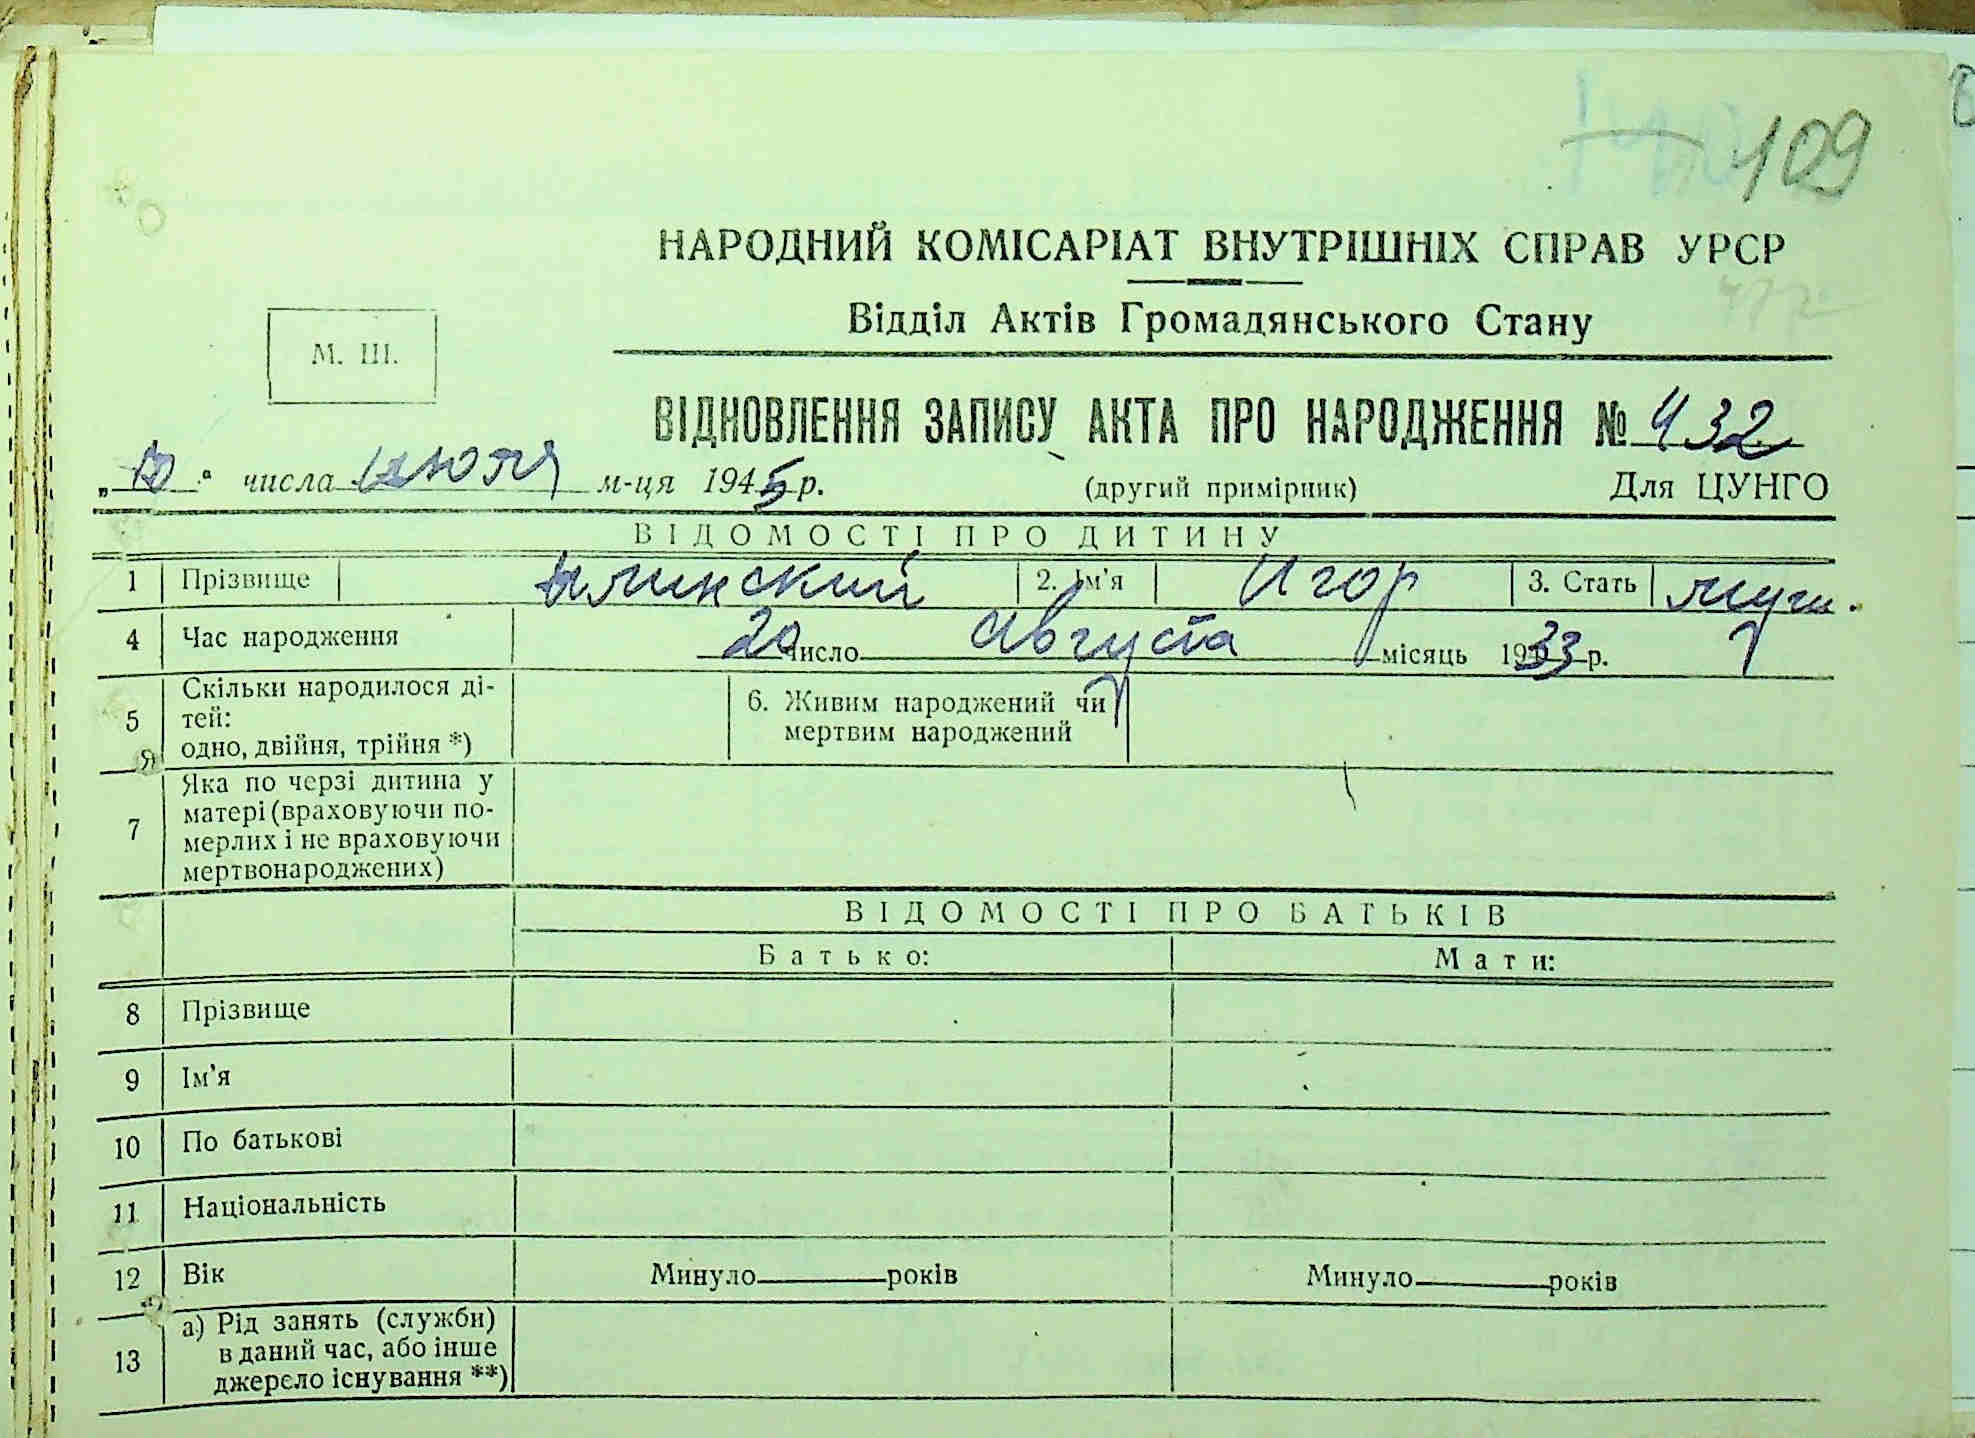 109
НАРОДНИЙ КОМІСАРІАТ ВНУТРІШНІХ СПРАВ УРСР
Відділ Актів Громадянського Стану
М. Ш.
ВІДНОВЛЕННЯ ЗАПИСУ АКТА ПРО НАРОДЖЕННЯ № 432
„10“ числа июля м-ця 1945 р. (другий примірник) Для ЦУНГО
ВІДОМОСТІ ПРО ДИТИНУ
1 Прізвище 2. Ім'я Игор 3. Стать муж.
4 Час народження 20 число Августа місяць 1933 р.
5 Скільки народилося ді-
тей:
одно, двійня, трійня *)
6. Живим народжений чи
мертвим народжений
7 Яка по черзі дитина у
матері (враховуючи по-
мерлих і не враховуючи
мертвонароджених)
ВІДОМОСТІ ПРО БАТЬКІВ
Батько: Мати:
8 Прізвище
9 Ім'я
10 По батькові
11 Національність
12 Вік Минуло років Минуло років
13 а) Рід занять (служби)
в даний час, або інше
джерело існування **)